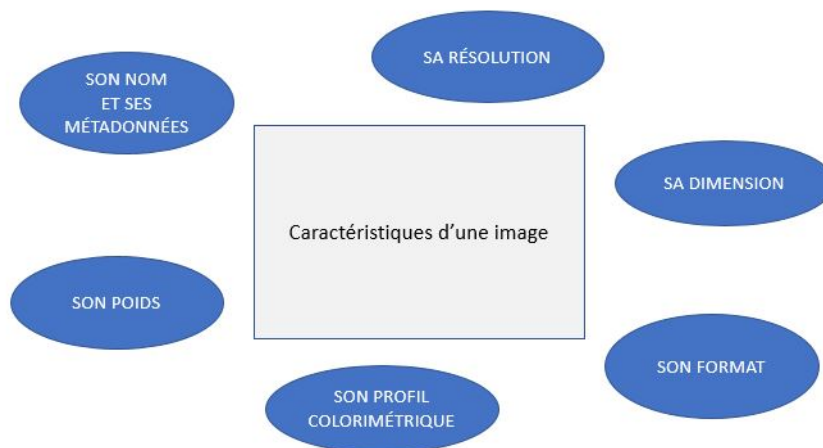 SA RÉSOLUTION
SON NOM
ET SES
MÉTADONNÉES
SA DIMENSION
Caractéristiques d’une image
SON POIDS
SON FORMAT
SON PROFIL
COLORIMÉTRIQUE